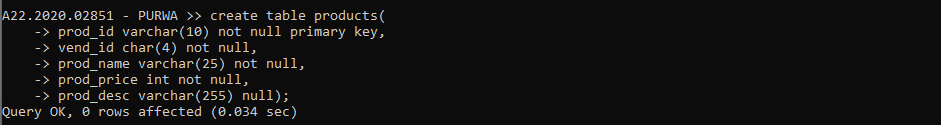 A22.2020.02851 - PURWA >> create table products(
    -> prod_id varchar(10) not null primary key,
    -> vend_id char(4) not null,
    -> prod_name varchar(25) not null,
    -> prod_price int not null,
    -> prod_desc varchar(255) null);
Query OK, 0 rows affected (0.034 sec)